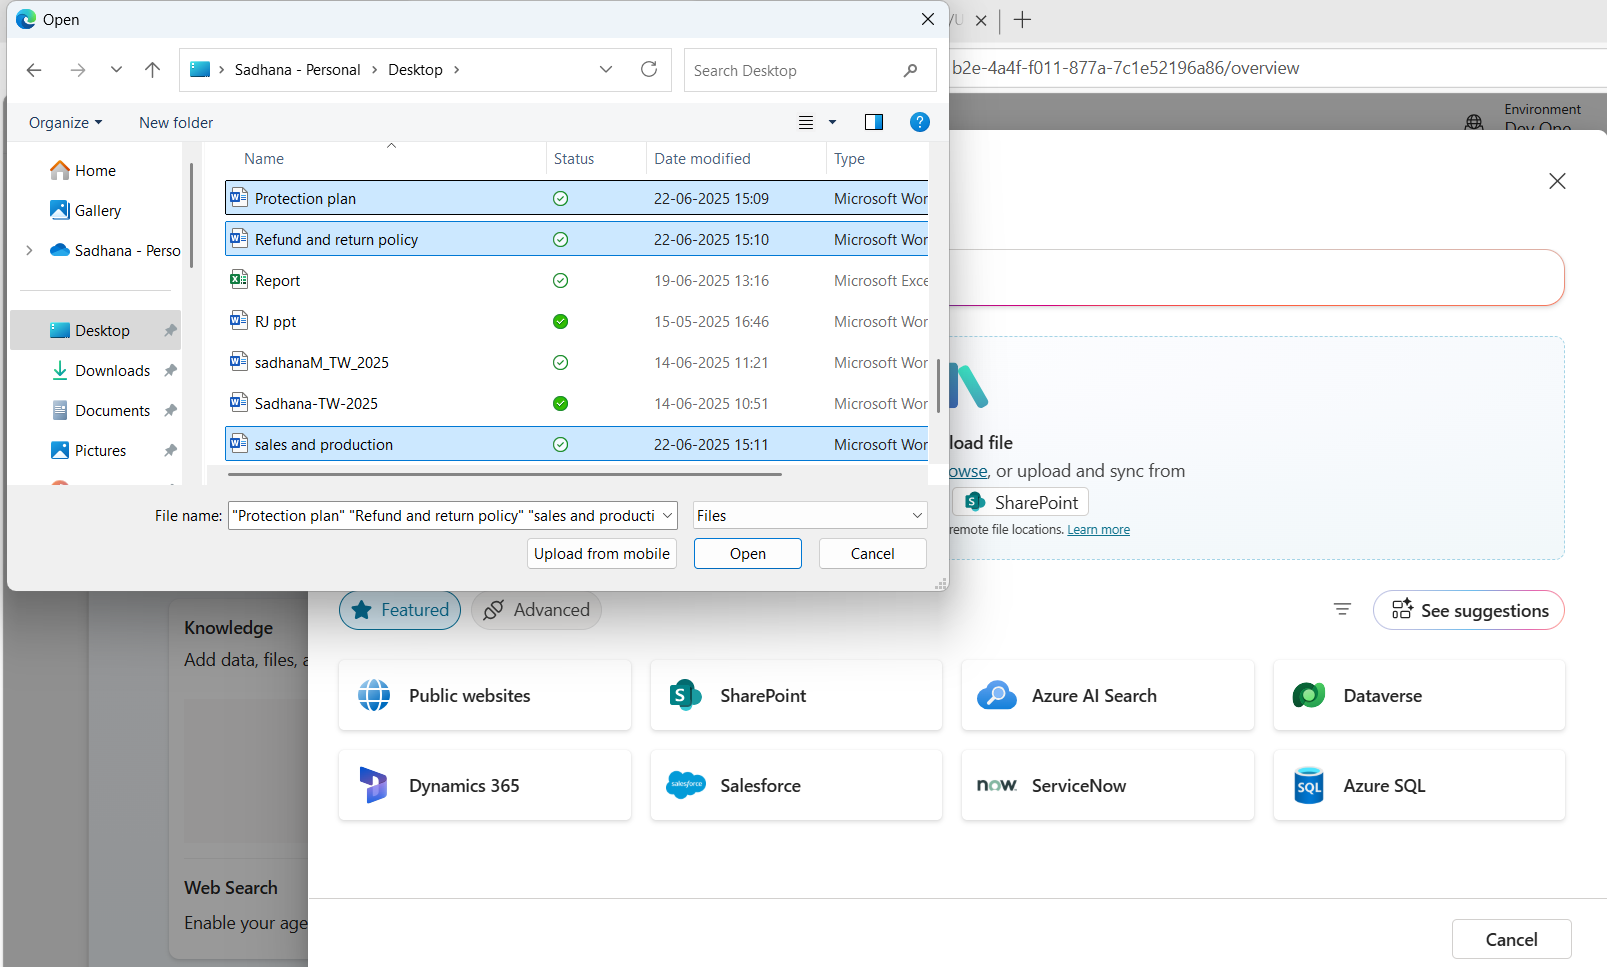 Open
Sadhana - Personal
Desktop
Search Desktop
b2e-4a4f-f011-877a-7c1e52196a86/overview
Environment
Organize
New folder
Name
Status
Date modified
Type
Home
Gallery
Sadhana - Perso
Desktop
Downloads
Documents
Pictures
Protection plan 22-06-2025 15:09 Microsoft Wor
Refund and return policy 22-06-2025 15:10 Microsoft Wor
Report 19-06-2025 13:16 Microsoft Exce
RJ ppt 15-05-2025 16:46 Microsoft Wor
sadhanaM_TW_2025 14-06-2025 11:21 Microsoft Wor
Sadhana-TW-2025 14-06-2025 10:51 Microsoft Wor
sales and production 22-06-2025 15:11 Microsoft Wor
File name: "Protection plan" "Refund and return policy" "sales and producti
Files
Upload from mobile
Open
Cancel
load file
owse, or upload and sync from
SharePoint
remote file locations. Learn more
Featured
Advanced
See suggestions
Knowledge
Add data, files, a
Public websites
SharePoint
Azure AI Search
Dataverse
Dynamics 365
salesforce
Salesforce
now
ServiceNow
SQL
Azure SQL
Web Search
Enable your age
Cancel